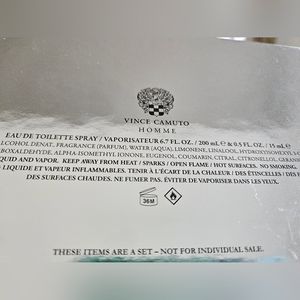 VINCE CAMUTO
HOMME
EAU DE TOILETTE SPRAY / VAPORISATEUR 6.7 FL. OZ. / 200 mL ℮ & 0.5 FL. OZ. / 15 mL ℮
ALCOHOL DENAT, FRAGRANCE (PARFUM), WATER (AQUA), LIMONENE, LINALOOL, HYDROXYISOHEXYL 3-C
BOXALDEHYDE, ALPHA-ISOMETHYL IONONE, EUGENOL, COUMARIN, CITRAL, CITRONELLOL, GERANI
QUID AND VAPOR. KEEP AWAY FROM HEAT / SPARKS / OPEN FLAME / HOT SURFACES. NO SMOKING.
LIQUIDE ET VAPEUR INFLAMMABLES. TENIR À L'ÉCART DE LA CHALEUR / DES ÉTINCELLES / DES F
DES SURFACES CHAUDES. NE FUMER PAS. ÉVITER DE VAPORISER DANS LES YEUX.
36M
THESE ITEMS ARE A SET – NOT FOR INDIVIDUAL SALE.